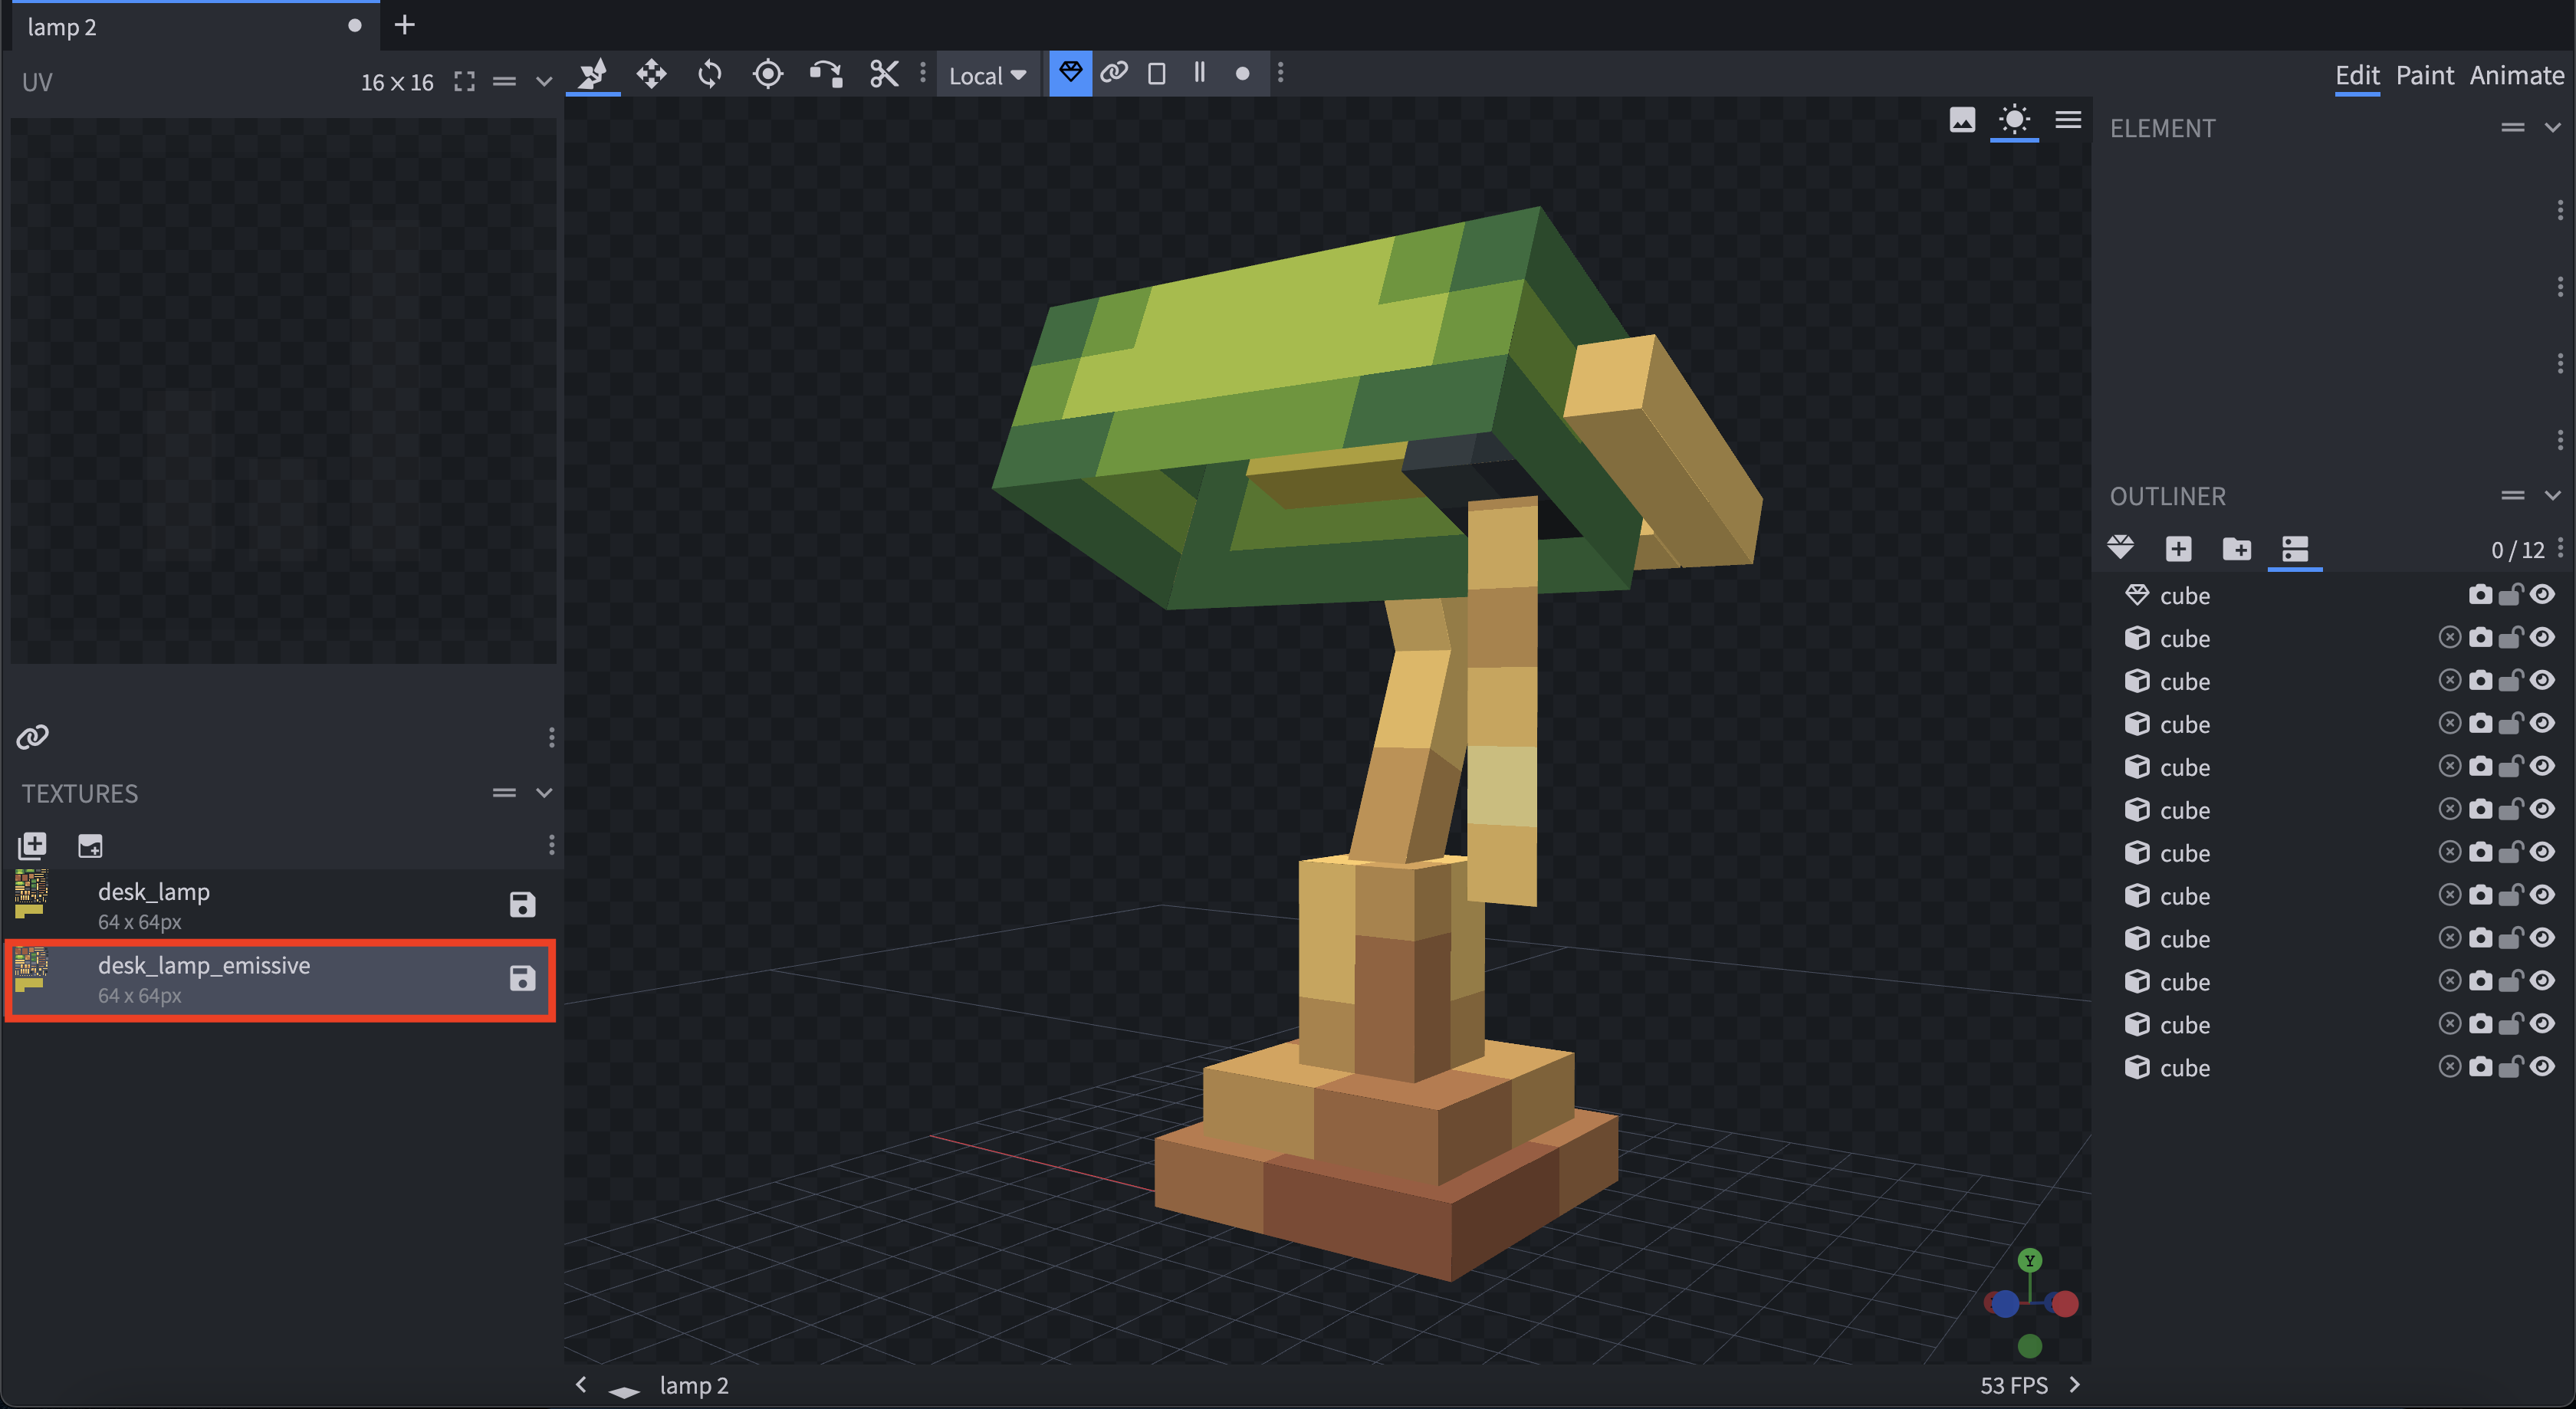 lamp 2
UV
16 × 16
Local
Edit
Paint
Animate
ELEMENT
OUTLINER
0 / 12
cube
cube
cube
cube
cube
cube
cube
cube
cube
cube
cube
cube
TEXTURES
desk_lamp
64 x 64px
desk_lamp_emissive
64 x 64px
Y
lamp 2
53 FPS